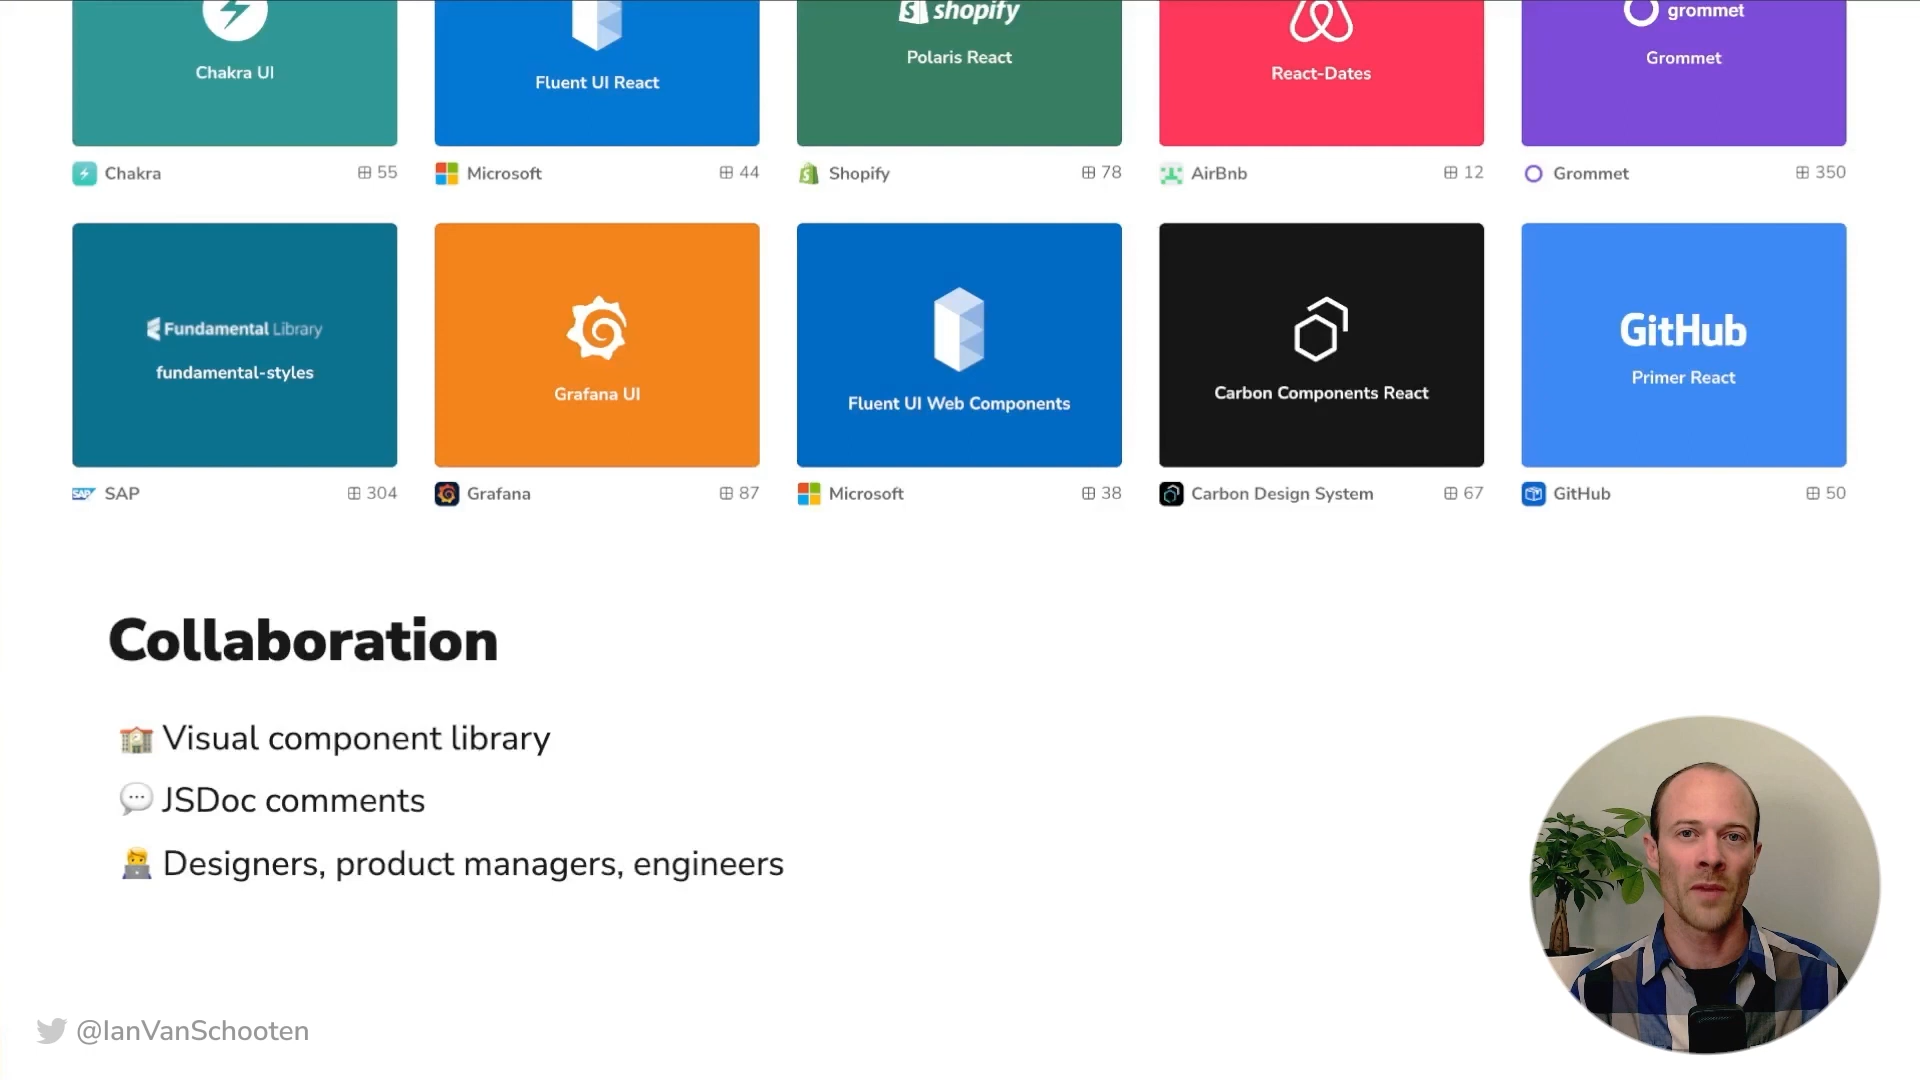 shopify
grommet
Chakra UI
Fluent UI React
Polaris React
React-Dates
Grommet
Chakra 55
Microsoft 44
Shopify 78
AirBnb 12
Grommet 350
Fundamental Library
fundamental-styles
Grafana UI
Fluent UI Web Components
Carbon Components React
GitHub
Primer React
SAP SAP 304
Grafana 87
Microsoft 38
Carbon Design System 67
GitHub 50
Collaboration
Visual component library
JSDoc comments
Designers, product managers, engineers
@IanVanSchooten